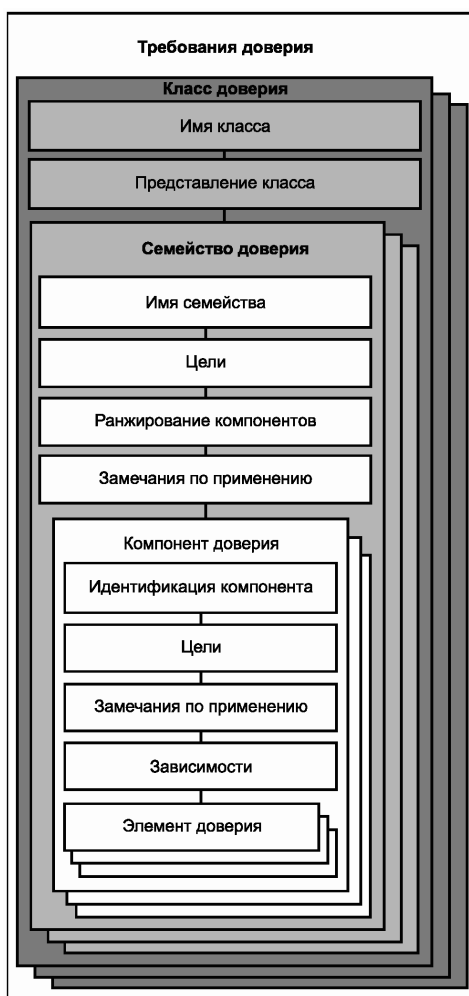 Требования доверия
Класс доверия
Имя класса
Представление класса
Семейство доверия
Имя семейства
Цели
Ранжирование компонентов
Замечания по применению
Компонент доверия
Идентификация компонента
Цели
Замечания по применению
Зависимости
Элемент доверия